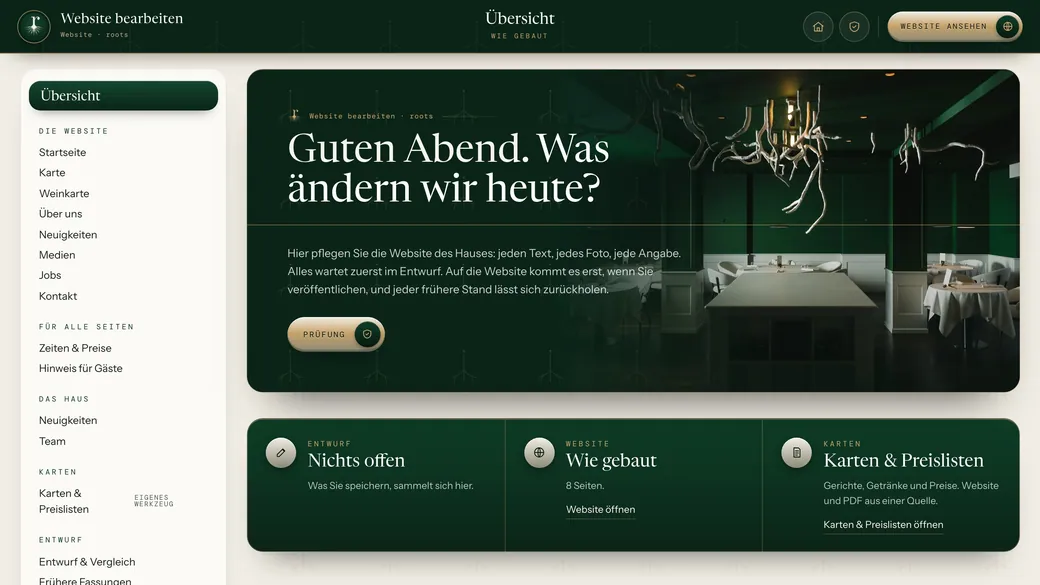 Website bearbeiten
Website · roots
Übersicht
WIE GEBAUT
WEBSITE ANSEHEN
Übersicht
DIE WEBSITE
Startseite
Karte
Weinkarte
Über uns
Neuigkeiten
Medien
Jobs
Kontakt
FÜR ALLE SEITEN
Zeiten & Preise
Hinweis für Gäste
DAS HAUS
Neuigkeiten
Team
KARTEN
Karten &
Preislisten
EIGENES
WERKZEUG
ENTWURF
Entwurf & Vergleich
Frühere Fassungen
r Website bearbeiten · roots
Guten Abend. Was
ändern wir heute?
Hier pflegen Sie die Website des Hauses: jeden Text, jedes Foto, jede Angabe.
Alles wartet zuerst im Entwurf. Auf die Website kommt es erst, wenn Sie
veröffentlichen, und jeder frühere Stand lässt sich zurückholen.
PRÜFUNG
ENTWURF
Nichts offen
Was Sie speichern, sammelt sich hier.
WEBSITE
Wie gebaut
8 Seiten.
Website öffnen
KARTEN
Karten & Preislisten
Gerichte, Getränke und Preise. Website
und PDF aus einer Quelle.
Karten & Preislisten öffnen